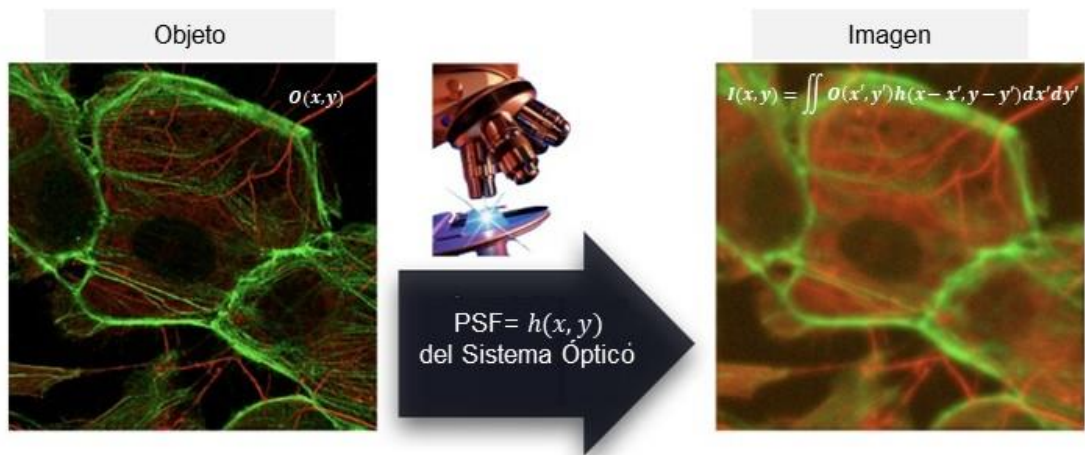 Objeto
Imagen
O(x,y)
I(x,y) = ∬ O(x′,y′)h(x−x′,y−y′)dx′dy′
PSF= h(x,y)
del Sistema Óptico